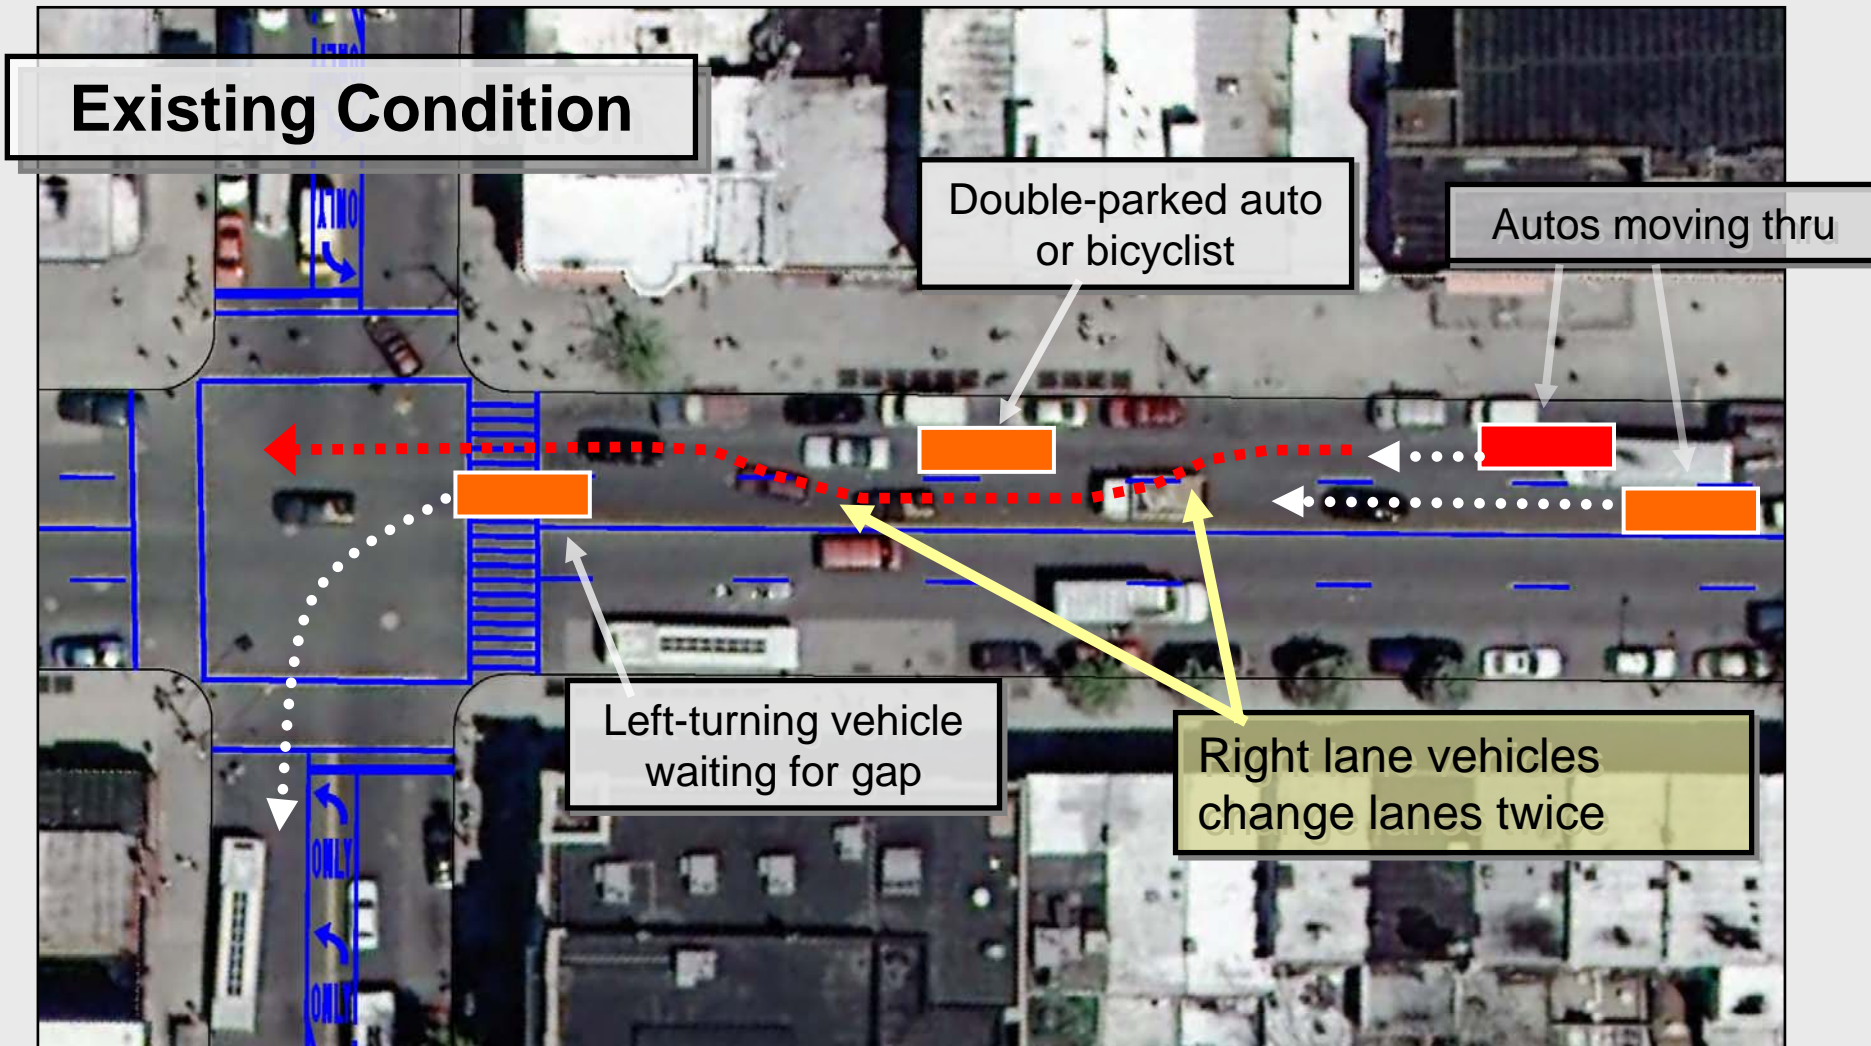 ONLY
Existing Condition
ONLY
Double-parked auto
or bicyclist
Autos moving thru
Left-turning vehicle
waiting for gap
Right lane vehicles
change lanes twice
ONLY
ONLY